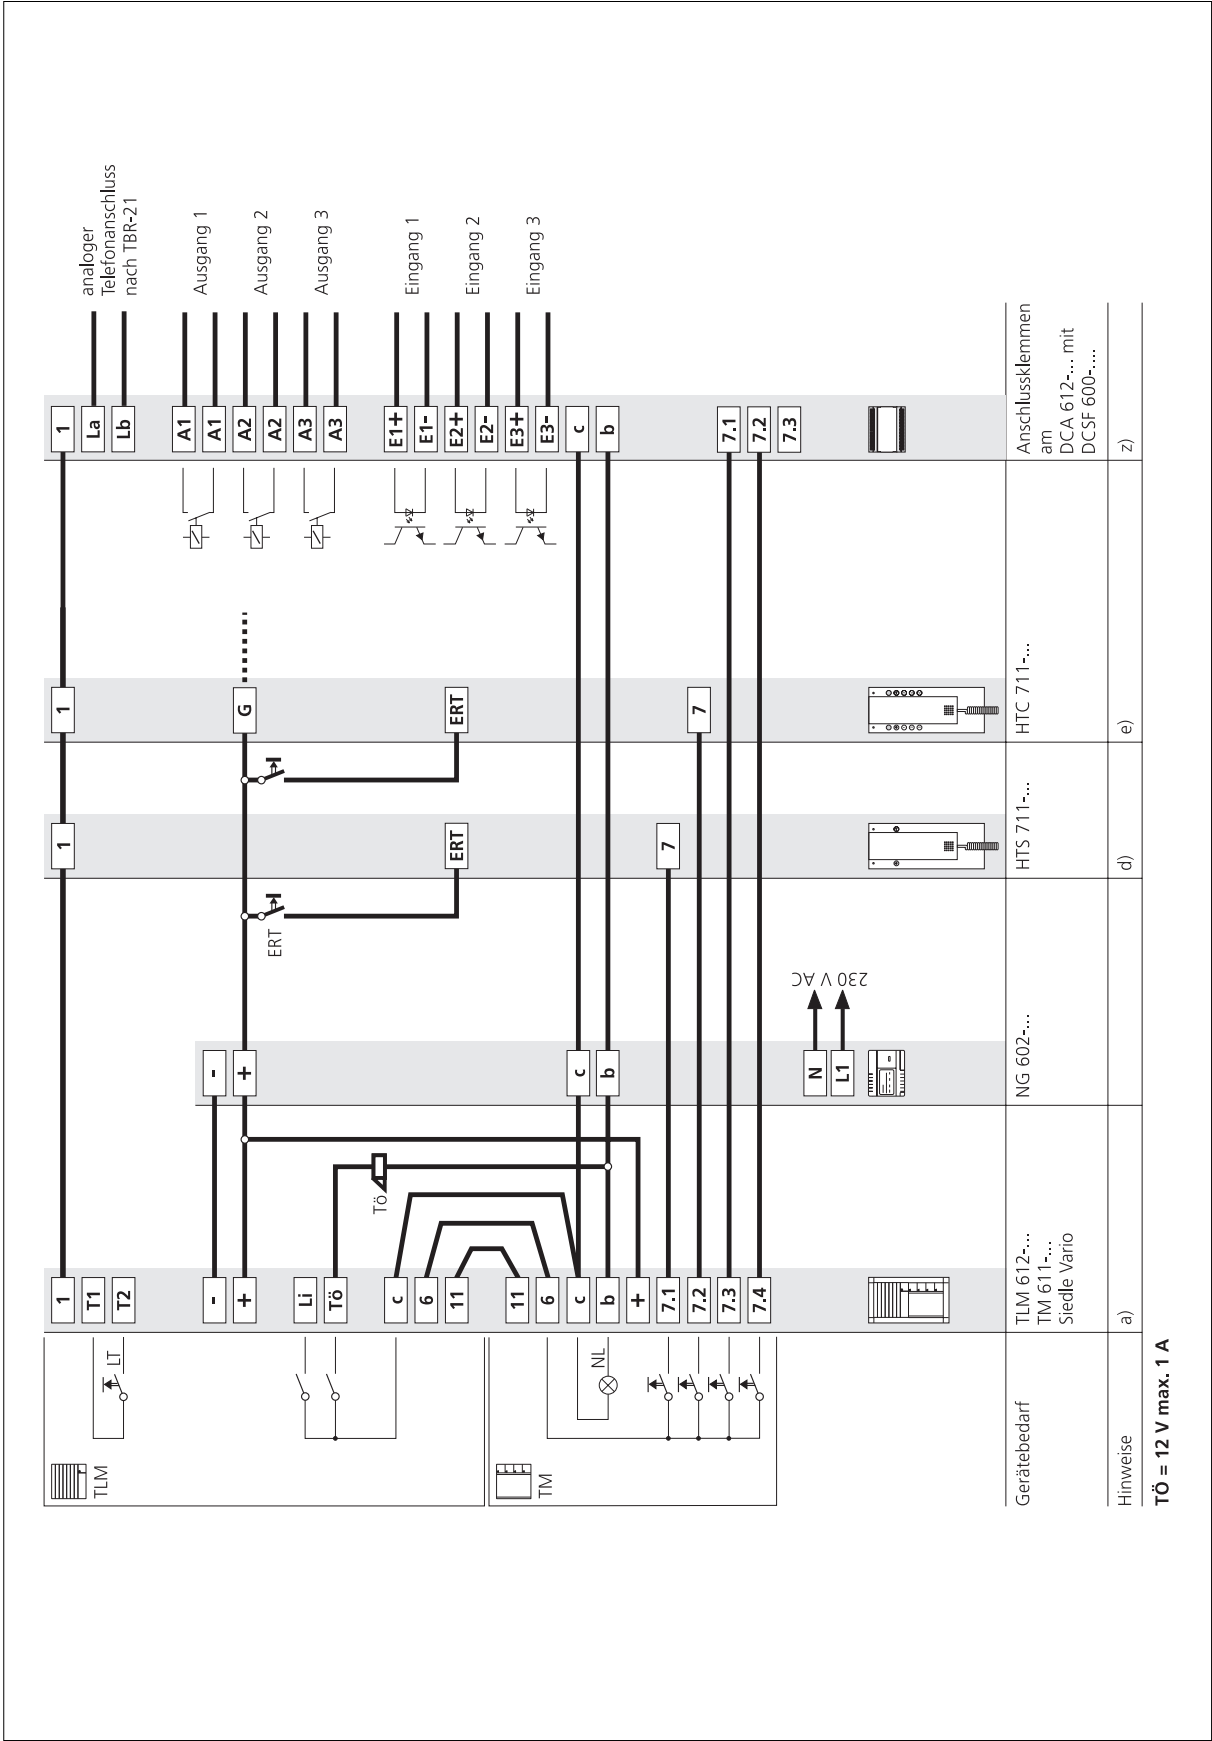 TLM
LT
TM
NL
1
T1
T2
-
+
Li
Tö
c
6
11
11
6
c
b
+
7.1
7.2
7.3
7.4
Tö
-
+
c
b
N
L1
230 V AC
ERT
1
ERT
7
1
G
ERT
7
1
La
Lb
A1
A1
A2
A2
A3
A3
E1+
E1-
E2+
E2-
E3+
E3-
c
b
7.1
7.2
7.3
analoger
Telefonanschluss
nach TBR-21
Ausgang 1
Ausgang 2
Ausgang 3
Eingang 1
Eingang 2
Eingang 3
Gerätebedarf
TLM 612-...
TM 611-...
Siedle Vario
NG 602-...
HTS 711-...
HTC 711-...
Anschlussklemmen
am
DCA 612-... mit
DCSF 600-....
Hinweise
a)
d)
e)
z)
TÖ = 12 V max. 1 A